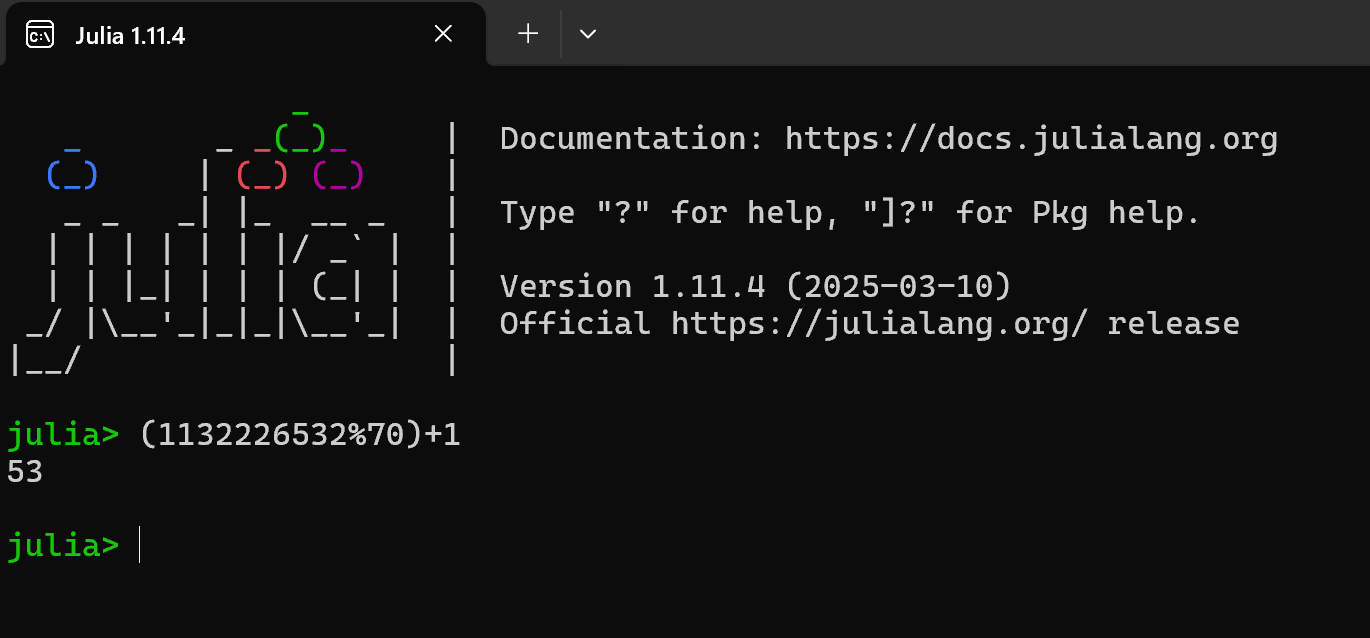 Julia 1.11.4
               _
   _       _ _(_)_     |  Documentation: https://docs.julialang.org
  (_)     | (_) (_)    |
   _ _   _| |_  __ _   |  Type "?" for help, "]?" for Pkg help.
  | | | | | | |/ _` |  |
  | | |_| | | | (_| |  |  Version 1.11.4 (2025-03-10)
 _/ |\__'_|_|_|\__'_|  |  Official https://julialang.org/ release
|__/                   |
julia> (1132226532%70)+1
53
julia>